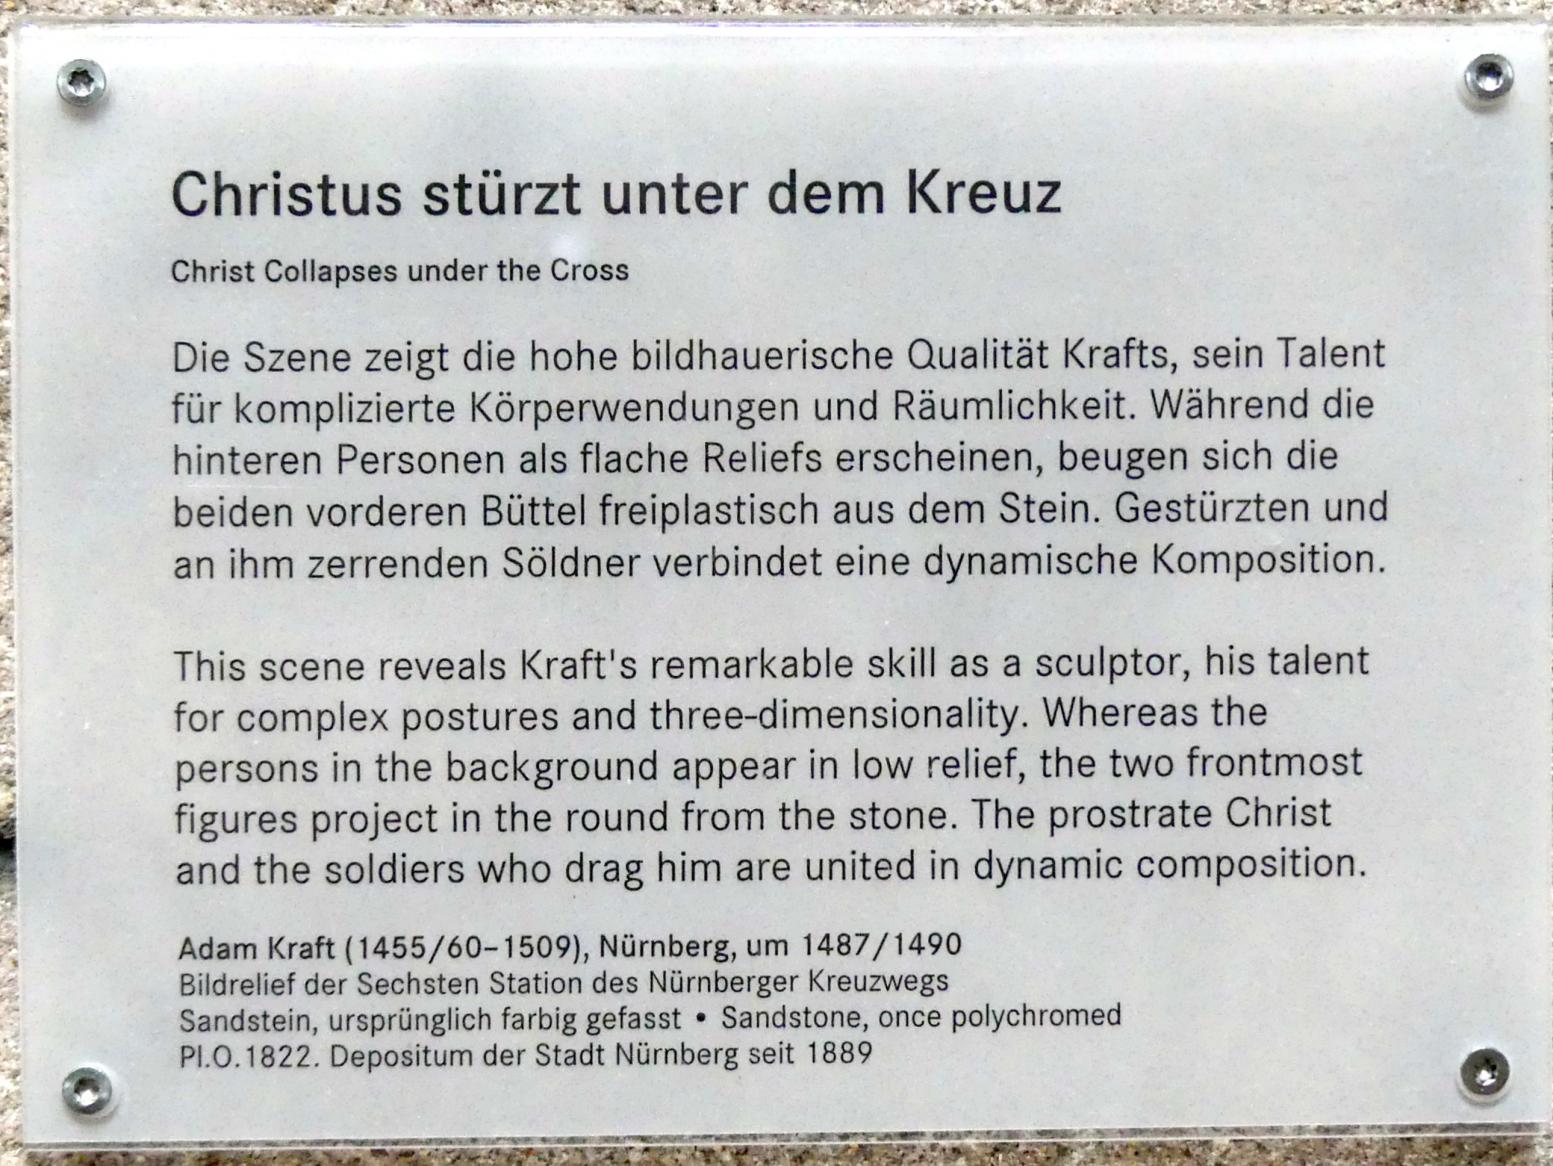 Christus stürzt unter dem Kreuz
Christ Collapses under the Cross
Die Szene zeigt die hohe bildhauerische Qualität Krafts, sein Talent
für komplizierte Körperwendungen und Räumlichkeit. Während die
hinteren Personen als flache Reliefs erscheinen, beugen sich die
beiden vorderen Büttel freiplastisch aus dem Stein. Gestürzten und
an ihm zerrenden Söldner verbindet eine dynamische Komposition.
This scene reveals Kraft's remarkable skill as a sculptor, his talent
for complex postures and three-dimensionality. Whereas the
persons in the background appear in low relief, the two frontmost
figures project in the round from the stone. The prostrate Christ
and the soldiers who drag him are united in dynamic composition.
Adam Kraft (1455/60–1509), Nürnberg, um 1487/1490
Bildrelief der Sechsten Station des Nürnberger Kreuzwegs
Sandstein, ursprünglich farbig gefasst • Sandstone, once polychromed
Pl.O.1822. Depositum der Stadt Nürnberg seit 1889